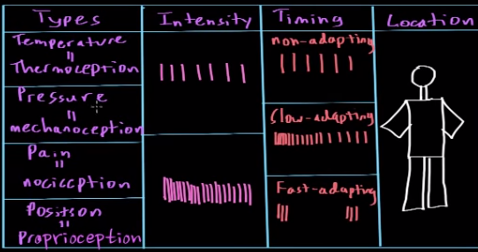 Types
Intensity
Timing
Location
Temperature
=
Thermoception
Pressure
=
mechanoception
Pain
=
nociception
Position
=
Proprioception
non-adapting
Slow-adapting
Fast-adapting